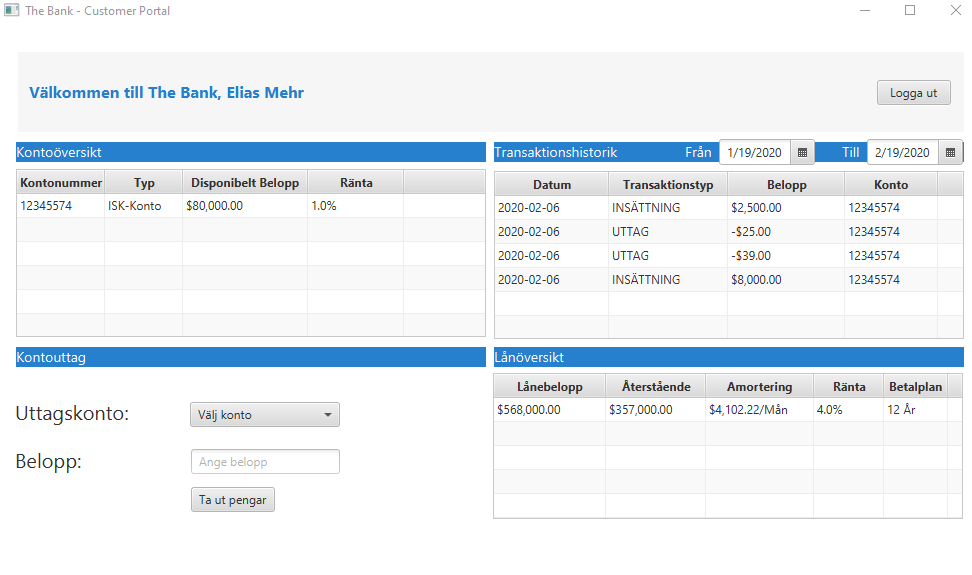 The Bank - Customer Portal
Välkommen till The Bank, Elias Mehr
Logga ut
Kontoöversikt
Kontonummer Typ Disponibelt Belopp Ränta
12345574 ISK-Konto $80,000.00 1.0%
Transaktionshistorik Från 1/19/2020 Till 2/19/2020
Datum Transaktionstyp Belopp Konto
2020-02-06 INSÄTTNING $2,500.00 12345574
2020-02-06 UTTAG -$25.00 12345574
2020-02-06 UTTAG -$39.00 12345574
2020-02-06 INSÄTTNING $8,000.00 12345574
Kontouttag
Uttagskonto: Välj konto
Belopp: Ange belopp
Ta ut pengar
Lånöversikt
Lånebelopp Återstående Amortering Ränta Betalplan
$568,000.00 $357,000.00 $4,102.22/Mån 4.0% 12 År